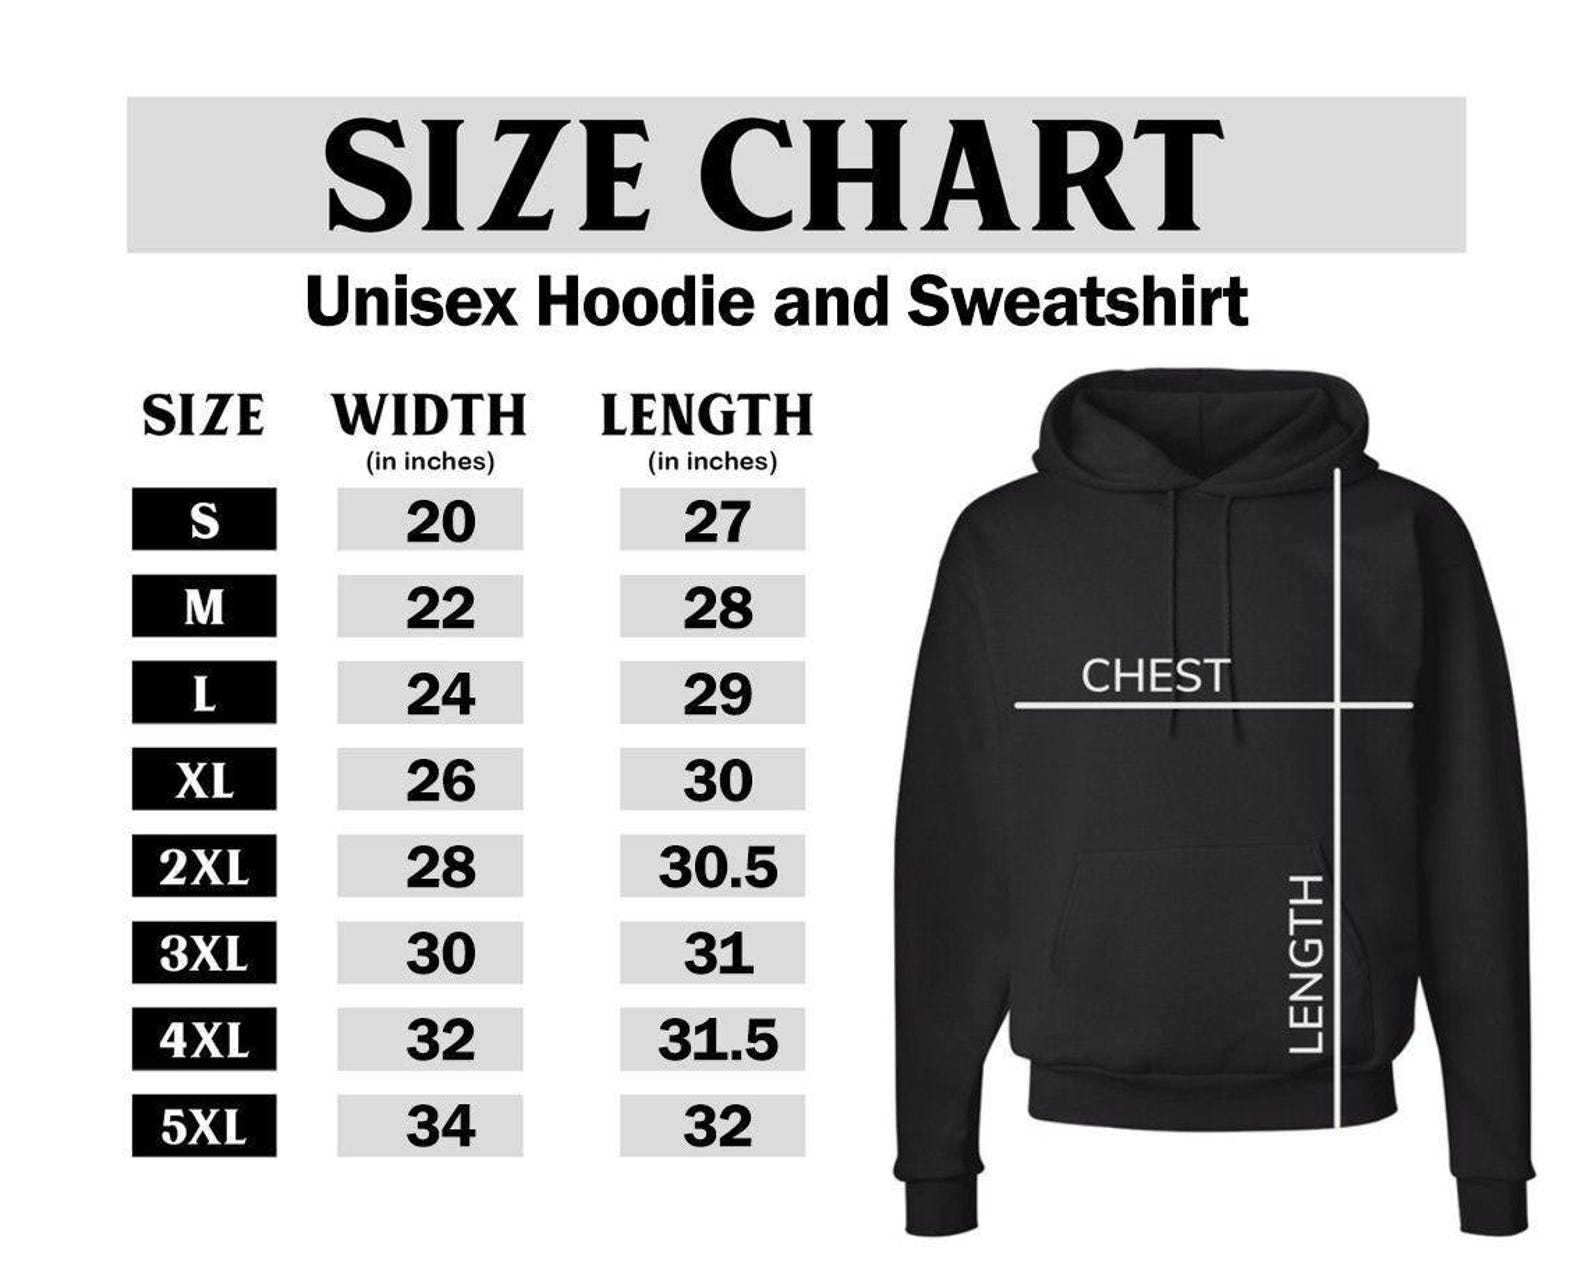 SIZE CHART
Unisex Hoodie and Sweatshirt
SIZE WIDTH LENGTH
(in inches) (in inches)
S 20 27
M 22 28
L 24 29
XL 26 30
2XL 28 30.5
3XL 30 31
4XL 32 31.5
5XL 34 32
CHEST
LENGTH